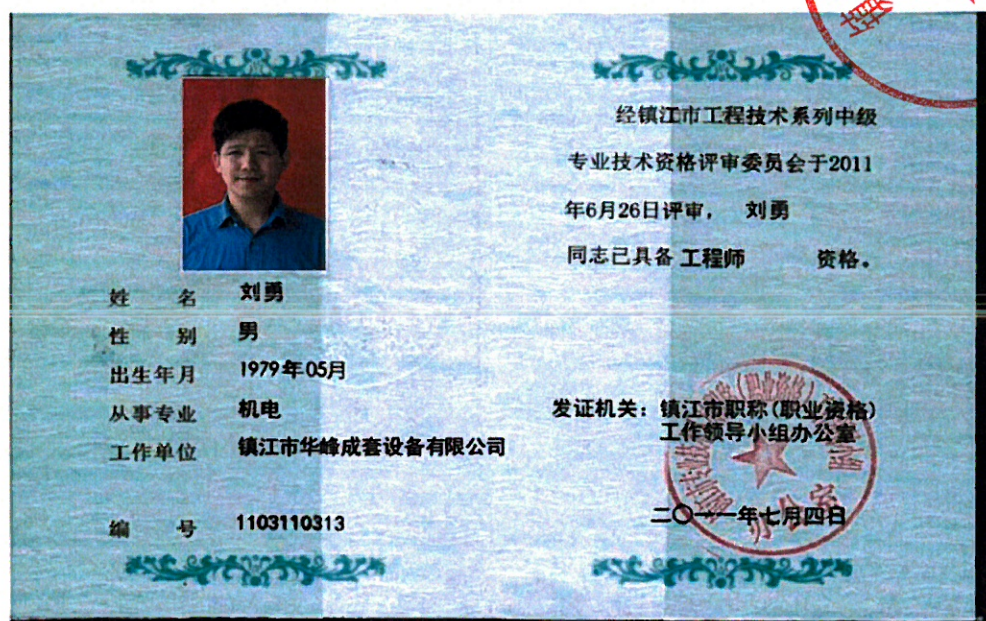 姓 名 刘勇
性 别 男
出生年月 1979年05月
从事专业 机电
工作单位 镇江市华峰成套设备有限公司
编 号 1103110313
经镇江市工程技术系列中级
专业技术资格评审委员会于2011
年6月26日评审， 刘勇
同志已具备 工程师 资格。
发证机关：镇江市职称(职业资格)
工作领导小组办公室
二〇一一年七月四日
办公室